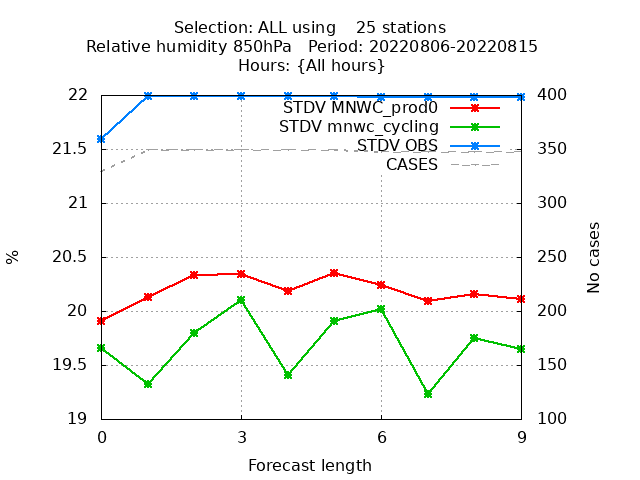 Selection: ALL using    25 stations
Relative humidity 850hPa   Period: 20220806-20220815
Hours: {All hours}
22
21.5
21
20.5
20
19.5
19
400
350
300
250
200
150
100
STDV MNWC_prod0
STDV mnwc_cycling
STDV OBS
CASES
%
No cases
0
3
6
9
Forecast length